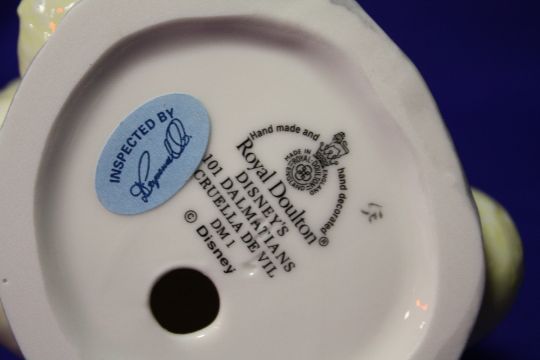 INSPECTED BY
Hand made and hand decorated
MADE IN ENGLAND
Royal Doulton®
DISNEY'S
101 DALMATIANS
CRUELLA DE VIL
DM 1
© Disney